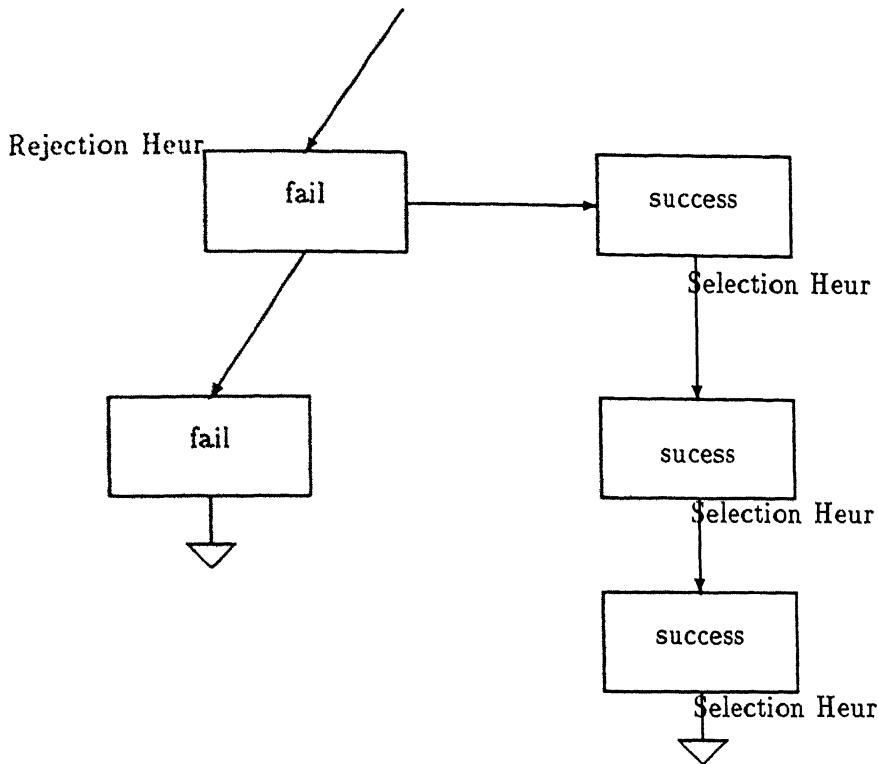 Rejection Heur
fail
success
Selection Heur
fail
sucess
Selection Heur
success
Selection Heur